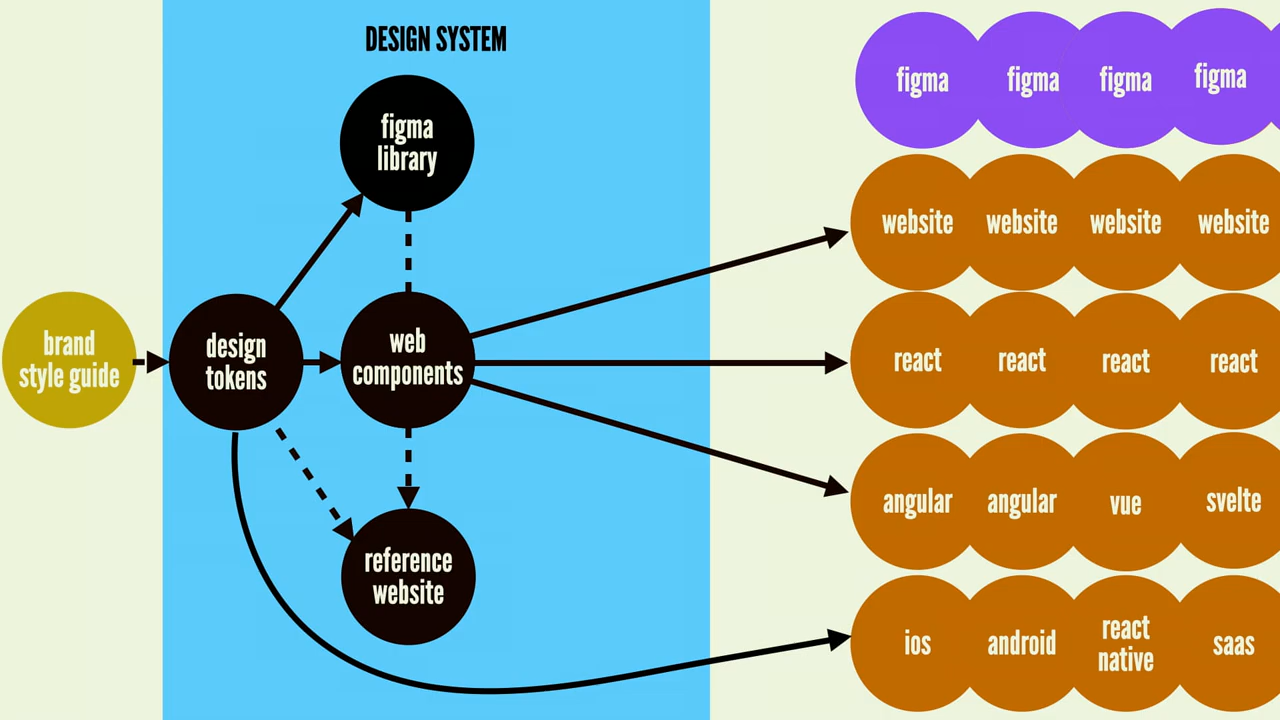 DESIGN SYSTEM
figma
library
brand
style guide
design
tokens
web
components
reference
website
figma figma figma figma
website website website website
react react react react
angular angular vue svelte
ios android react
native saas